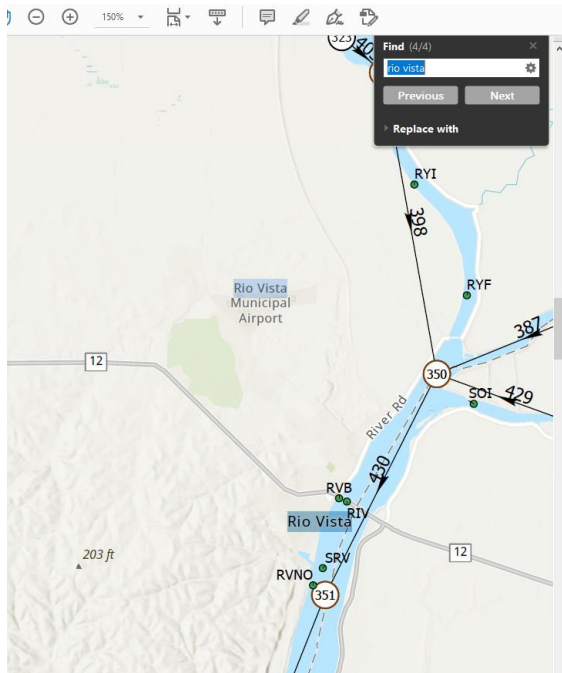 150%
323
40
Find (4/4)
rio vista
Previous
Next
Replace with
RYI
398
RYF
Rio Vista
Municipal
Airport
387
12
350
SOI
429
River Rd
430
RVB
RIV
Rio Vista
12
203 ft
SRV
RVNO
351